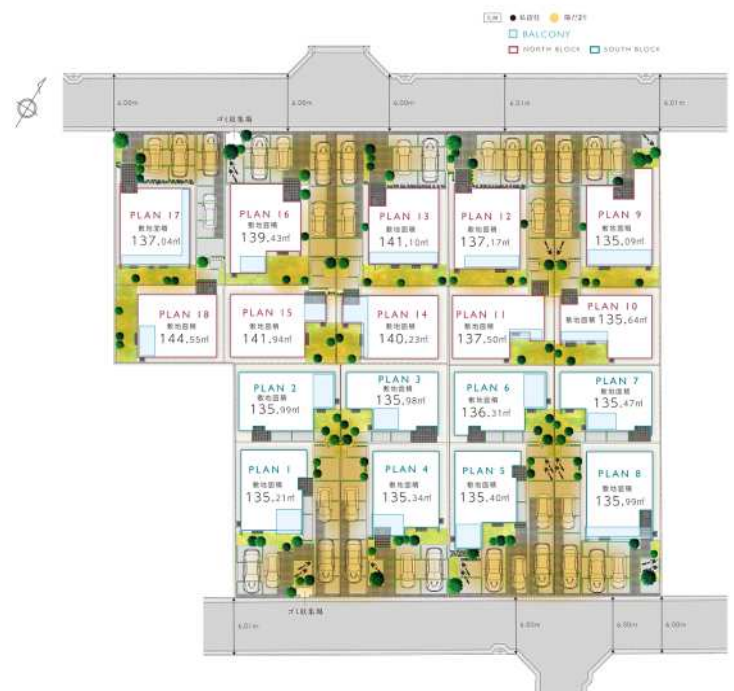 凡例 ● 私設柱 陽だまり
BALCONY
NORTH BLOCK SOUTH BLOCK
6.00m 6.00m 6.00m 6.01m 6.01m
ゴミ収集場
PLAN 17
敷地面積
137.04㎡
PLAN 16
敷地面積
139.43㎡
PLAN 13
敷地面積
141.10㎡
PLAN 12
敷地面積
137.17㎡
PLAN 9
敷地面積
135.09㎡
PLAN 18
敷地面積
144.55㎡
PLAN 15
敷地面積
141.94㎡
PLAN 14
敷地面積
140.23㎡
PLAN 11
敷地面積
137.50㎡
PLAN 10
敷地面積 135.64㎡
PLAN 2
敷地面積
135.99㎡
PLAN 3
敷地面積
135.98㎡
PLAN 6
敷地面積
136.31㎡
PLAN 7
敷地面積
135.47㎡
PLAN 1
敷地面積
135.21㎡
PLAN 4
敷地面積
135.34㎡
PLAN 5
敷地面積
135.40㎡
PLAN 8
敷地面積
135.99㎡
ゴミ収集場
6.01m 6.00m 6.00m 6.00m